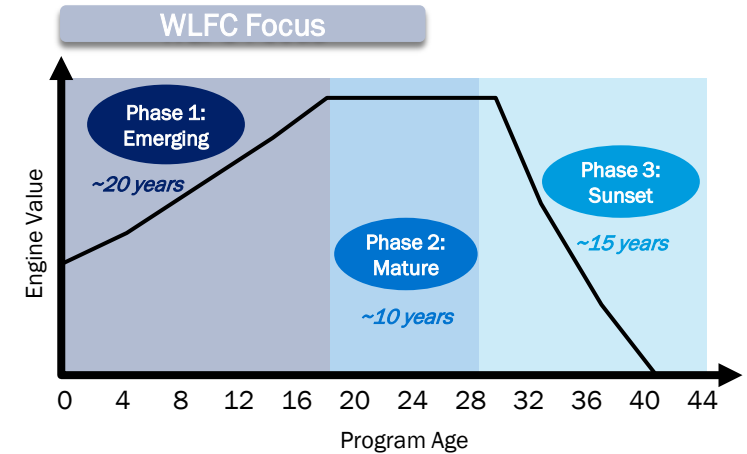 WLFC Focus
Phase 1:
Emerging
~20 years
Phase 2:
Mature
~10 years
Phase 3:
Sunset
~15 years
Engine Value
0 4 8 12 16 20 24 28 32 36 40 44
Program Age